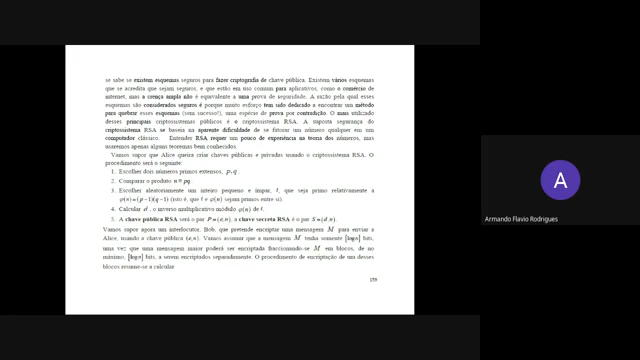 se sabe se existem esquemas seguros para fazer criptografia de chave pública. Existem vários esquemas
que se acredita que sejam seguros, e que estão em uso comum para aplicativos, como o comércio de
internet, mas a crença ampla não é equivalente a uma prova de seguridade. A razão pela qual esses
esquemas são considerados seguros é porque muito esforço tem sido dedicado a encontrar um método
para quebrar esses esquemas (sem sucesso!), uma espécie de prova por contradição. O mais utilizado
desses principais criptossistemas públicos é o criptossistema RSA. A suposta segurança do
criptossistema RSA se baseia na aparente dificuldade de se fatorar um número qualquer em um
computador clássico. Entender RSA requer um pouco de experiência na teoria dos números, mas
usaremos apenas alguns teoremas bem conhecidos.
Vamos supor que Alice queira criar chaves públicas e privadas usando o criptossistema RSA. O
procedimento será o seguinte:
1. Escolher dois números primos extensos, p,q.
2. Comparar o produto n ≡ pq
3. Escolher aleatoriamente um inteiro pequeno e ímpar, ℓ, que seja primo relativamente a
φ(n)=(p−1)(q−1) (isto é, que ℓ e φ(n) sejam primos entre si).
4. Calcular d, o inverso multiplicativo módulo φ(n) de ℓ.
5. A chave pública RSA será o par P=(e,n), a chave secreta RSA é o par S=(d,n).
Vamos supor agora um interlocutor, Bob, que pretende encriptar uma mensagem M para enviar a
Alice, usando a chave pública (e,n). Vamos assumir que a mensagem M tenha somente ⌊log n⌋ bits,
uma vez que uma mensagem maior poderá ser encriptada fraccionando-se M em blocos, de no
máximo, ⌊log n⌋ bits, a serem encriptados separadamente. O procedimento de encriptação de um desses
blocos resume-se a calcular
159
A
Armando Flavio Rodrigues